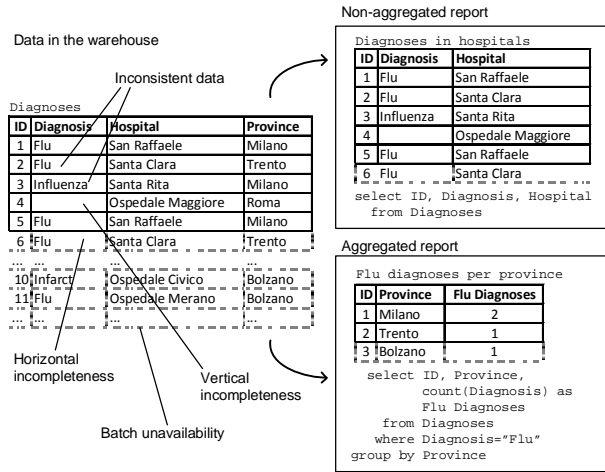 Data in the warehouse
Inconsistent data
Diagnoses
ID Diagnosis Hospital Province
1 Flu San Raffaele Milano
2 Flu Santa Clara Trento
3 Influenza Santa Rita Milano
4 Ospedale Maggiore Roma
5 Flu San Raffaele Milano
6 Flu Santa Clara Trento
... ... ... ...
10 Infarct Ospedale Civico Bolzano
11 Flu Ospedale Merano Bolzano
... ... ... ...
Horizontal
incompleteness
Vertical
incompleteness
Batch unavailability
Non-aggregated report
Diagnoses in hospitals
ID Diagnosis Hospital
1 Flu San Raffaele
2 Flu Santa Clara
3 Influenza Santa Rita
4 Ospedale Maggiore
5 Flu San Raffaele
6 Flu Santa Clara
select ID, Diagnosis, Hospital
from Diagnoses
Aggregated report
Flu diagnoses per province
ID Province Flu Diagnoses
1 Milano 2
2 Trento 1
3 Bolzano 1
select ID, Province,
count(Diagnosis) as
Flu Diagnoses
from Diagnoses
where Diagnosis="Flu"
group by Province